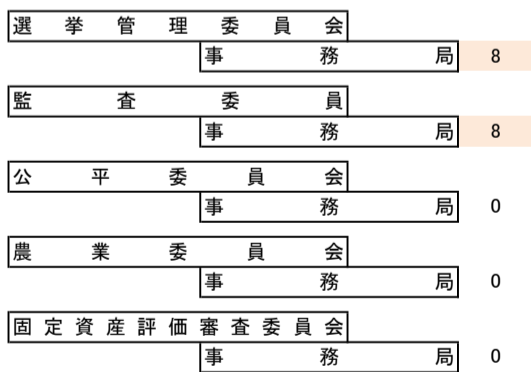 選挙管理委員会
事務局 8
監査委員
事務局 8
公平委員会
事務局 0
農業委員会
事務局 0
固定資産評価審査委員会
事務局 0